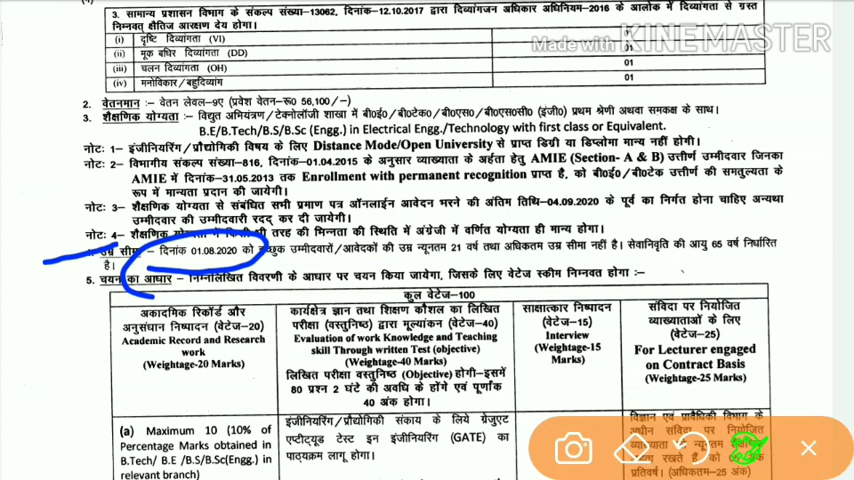 3. सामान्य प्रशासन विभाग के संकल्प संख्या–13062, दिनांक–12.10.2017 द्वारा दिव्यांगजन अधिकार अधिनियम–2016 के आलोक में दिव्यांगता से ग्रस्त
निम्नवत् क्षैतिज आरक्षण देय होगा।
(i) दृष्टि दिव्यांगता (VI)
Made with KINEMASTER
(ii) मूक बधिर दिव्यांगता (DD) 01
(iii) चलन दिव्यांगता (OH) 01
(iv) मनोविकार/बहुदिव्यांग 01
2. वेतनमान :– वेतन लेवल–9ए (प्रवेश वेतन–रू0 56,100/–)
3. शैक्षणिक योग्यता :– विद्युत अभियंत्रण/टेक्नोलॉजी शाखा में बी0ई0/बी0टेक0/बी0एस0/बी0एस0सी0 (इंजी0) प्रथम श्रेणी अथवा समकक्ष के साथ।
B.E/B.Tech/B.S/B.Sc (Engg.) in Electrical Engg./Technology with first class or Equivalent.
नोटः 1– इंजीनियरिंग/प्रौद्योगिकी विषय के लिए Distance Mode/Open University से प्राप्त डिग्री या डिप्लोमा मान्य नहीं होगी।
नोटः 2– विभागीय संकल्प संख्या–816, दिनांक–01.04.2015 के अनुसार व्याख्याता के अर्हता हेतु AMIE (Section- A & B) उत्तीर्ण उम्मीदवार जिनका
AMIE में दिनांक–31.05.2013 तक Enrollment with permanent recognition प्राप्त है, को बी0ई0/बी0टेक उत्तीर्ण की समतुल्यता के
रूप में मान्यता प्रदान की जायेगी।
नोटः 3– शैक्षणिक योग्यता से संबंधित सभी प्रमाण पत्र ऑनलाईन आवेदन भरने की अंतिम तिथि–04.09.2020 के पूर्व का निर्गत होना चाहिए अन्यथा
उम्मीदवार की उम्मीदवारी रदद् कर दी जायेगी।
नोटः 4– शैक्षणिक योग्यता में किसी भी तरह की भिन्नता की स्थिति में अंग्रेजी में वर्णित योग्यता ही मान्य होगा।
उम्र सीमा – दिनांक 01.08.2020 को इच्छुक उम्मीदवारों/आवेदकों की उम्र न्यूनतम 21 वर्ष तथा अधिकतम उम्र सीमा नहीं है। सेवानिवृति की आयु 65 वर्ष निर्धारित
है।
5. चयन का आधार – निम्नलिखित विवरणी के आधार पर चयन किया जायेगा, जिसके लिए वेटेज स्कीम निम्नवत होगा :–
कुल वेटेज–100
अकादमिक रिकॉर्ड और
अनुसंधान निष्पादन (वेटेज–20)
Academic Record and Research
work
(Weightage-20 Marks)
कार्यक्षेत्र ज्ञान तथा शिक्षण कौशल का लिखित
परीक्षा (वस्तुनिष्ठ) द्वारा मूल्यांकन (वेटेज–40)
Evaluation of work Knowledge and Teaching
skill Through written Test (objective)
(Weightage-40 Marks)
लिखित परीक्षा वस्तुनिष्ठ (Objective) होगी–इसमें
80 प्रश्न 2 घंटे की अवधि के होंगे एवं पूर्णांक
40 अंक होगा।
साक्षात्कार निष्पादन
(वेटेज–15)
Interview
(Weightage-15
Marks)
संविदा पर नियोजित
व्याख्याताओं के लिए
(वेटेज–25)
For Lecturer engaged
on Contract Basis
(Weightage-25 Marks)
(a) Maximum 10 (10% of
Percentage Marks obtained in
B.Tech/ B.E /B.S/B.Sc(Engg.) in
relevant branch)
इंजीनियरिंग/प्रौद्योगिकी संकाय के लिये ग्रेजुएट
एप्टीट्यूड टेस्ट इन इंजीनियरिंग (GATE) का
पाठ्यक्रम लागू होगा।
विज्ञान एवं प्रावैधिकी विभाग के
अधीन संविदा पर नियोजित
प्रतिवर्ष। (अधिकतम–25 अंक)